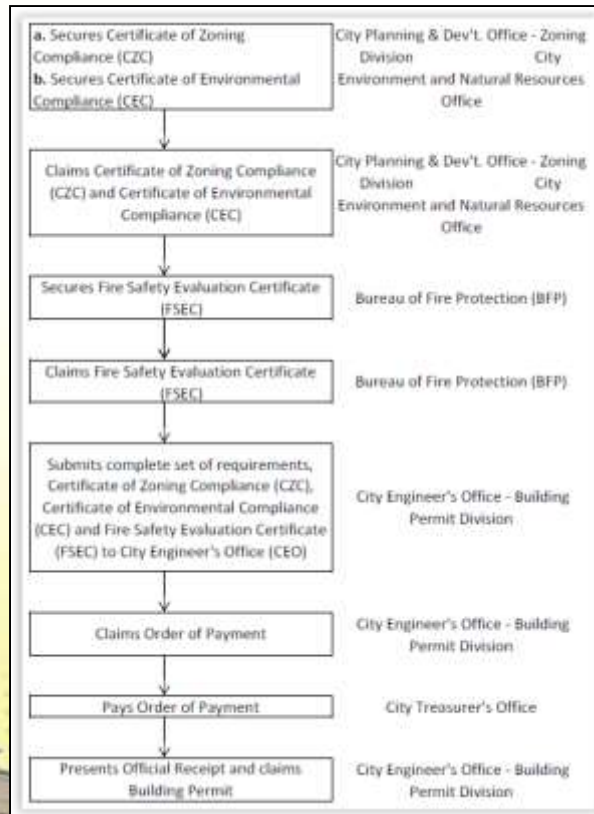 a. Secures Certificate of Zoning
Compliance (CZC)
b. Secures Certificate of Environmental
Compliance (CEC)
City Planning & Dev't. Office - Zoning
Division City
Environment and Natural Resources
Office
Claims Certificate of Zoning Compliance
(CZC) and Certificate of Environmental
Compliance (CEC)
City Planning & Dev't. Office - Zoning
Division City
Environment and Natural Resources
Office
Secures Fire Safety Evaluation Certificate
(FSEC)
Bureau of Fire Protection (BFP)
Claims Fire Safety Evaluation Certificate
(FSEC)
Bureau of Fire Protection (BFP)
Submits complete set of requirements,
Certificate of Zoning Compliance (CZC),
Certificate of Environmental Compliance
(CEC) and Fire Safety Evaluation Certificate
(FSEC) to City Engineer's Office (CEO)
City Engineer's Office - Building
Permit Division
Claims Order of Payment
City Engineer's Office - Building
Permit Division
Pays Order of Payment
City Treasurer's Office
Presents Official Receipt and claims
Building Permit
City Engineer's Office - Building
Permit Division